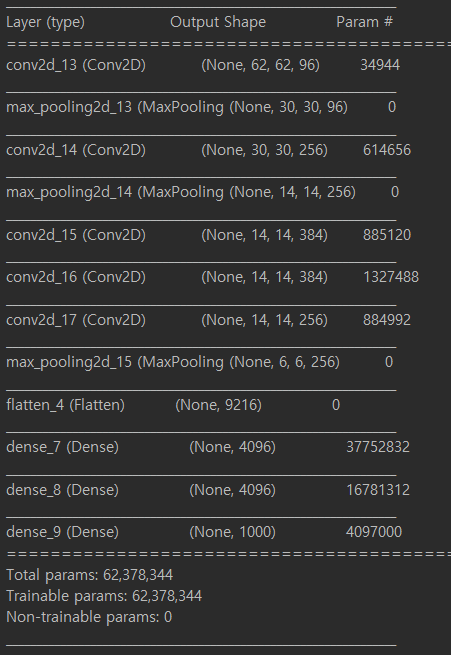 Layer (type) Output Shape Param #
==================================================
conv2d_13 (Conv2D) (None, 62, 62, 96) 34944
max_pooling2d_13 (MaxPooling (None, 30, 30, 96) 0
conv2d_14 (Conv2D) (None, 30, 30, 256) 614656
max_pooling2d_14 (MaxPooling (None, 14, 14, 256) 0
conv2d_15 (Conv2D) (None, 14, 14, 384) 885120
conv2d_16 (Conv2D) (None, 14, 14, 384) 1327488
conv2d_17 (Conv2D) (None, 14, 14, 256) 884992
max_pooling2d_15 (MaxPooling (None, 6, 6, 256) 0
flatten_4 (Flatten) (None, 9216) 0
dense_7 (Dense) (None, 4096) 37752832
dense_8 (Dense) (None, 4096) 16781312
dense_9 (Dense) (None, 1000) 4097000
==================================================
Total params: 62,378,344
Trainable params: 62,378,344
Non-trainable params: 0